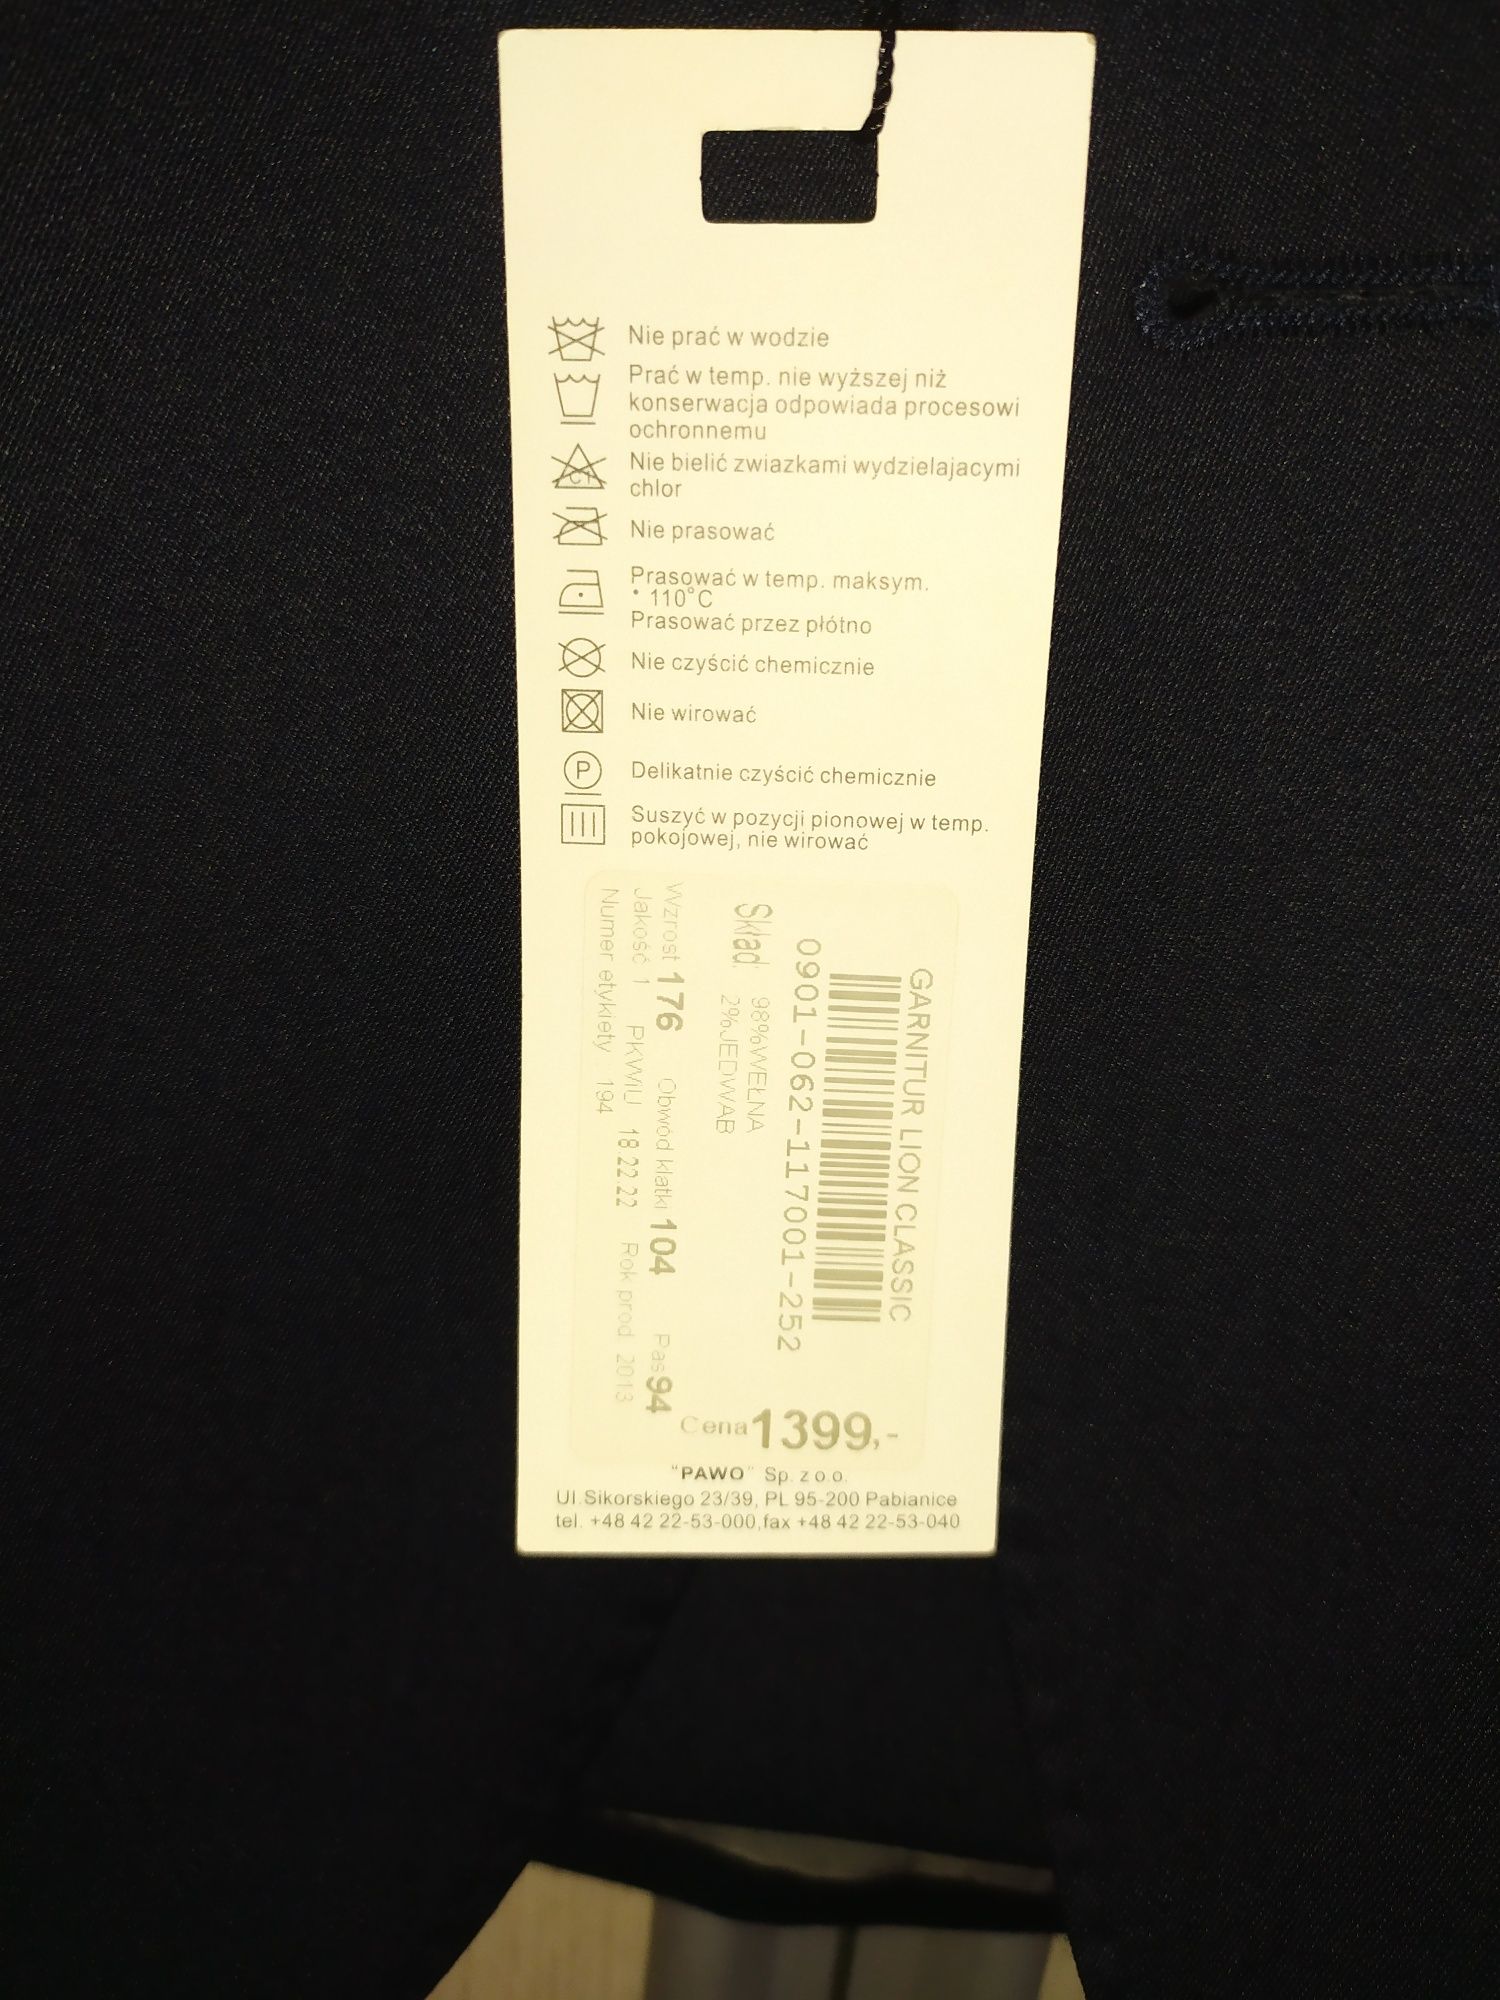 Nie prać w wodzie
Prać w temp. nie wyższej niż
konserwacja odpowiada procesowi
ochronnemu
Nie bielić zwiazkami wydzielajacymi
chlor
Nie prasować
Prasować w temp. maksym.
• 110°C
Prasować przez płótno
Nie czyścić chemicznie
Nie wirować
P
Delikatnie czyścić chemicznie
Suszyć w pozycji pionowej w temp.
pokojowej, nie wirować
GARNITUR LION CLASSIC
0901-062-117001-252
Skład: 98%WEŁNA
2%JEDWAB
Wzrost 176 Obwód klatki 104 Pas 94
Jakość 1 PKWIU 18.22.22 Rok prod. 2013
Numer etykiety 194
Cena 1399,-
"PAWO" Sp. z o.o.
Ul.Sikorskiego 23/39, PL 95-200 Pabianice
tel. +48 42 22-53-000,fax +48 42 22-53-040